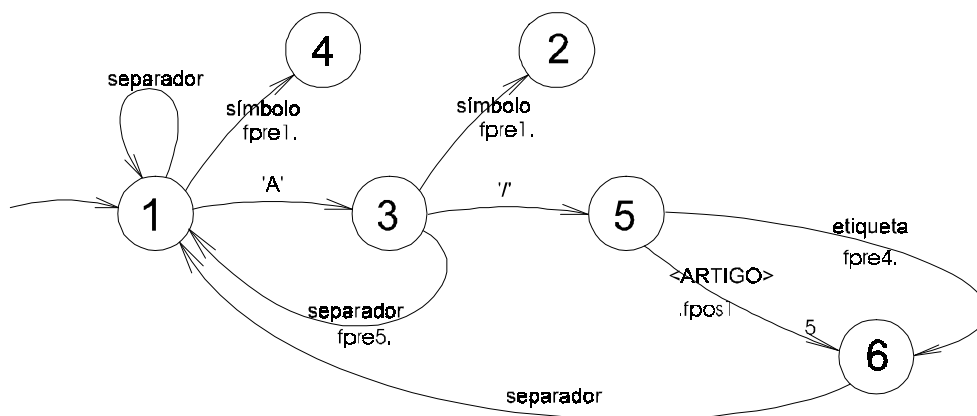 4
2
separador
símbolo
fpre1.
símbolo
fpre1.
'A'
'/'
1
3
5
etiqueta
fpre4.
<ARTIGO>
.fpos1
separador
fpre5.
5
6
separador